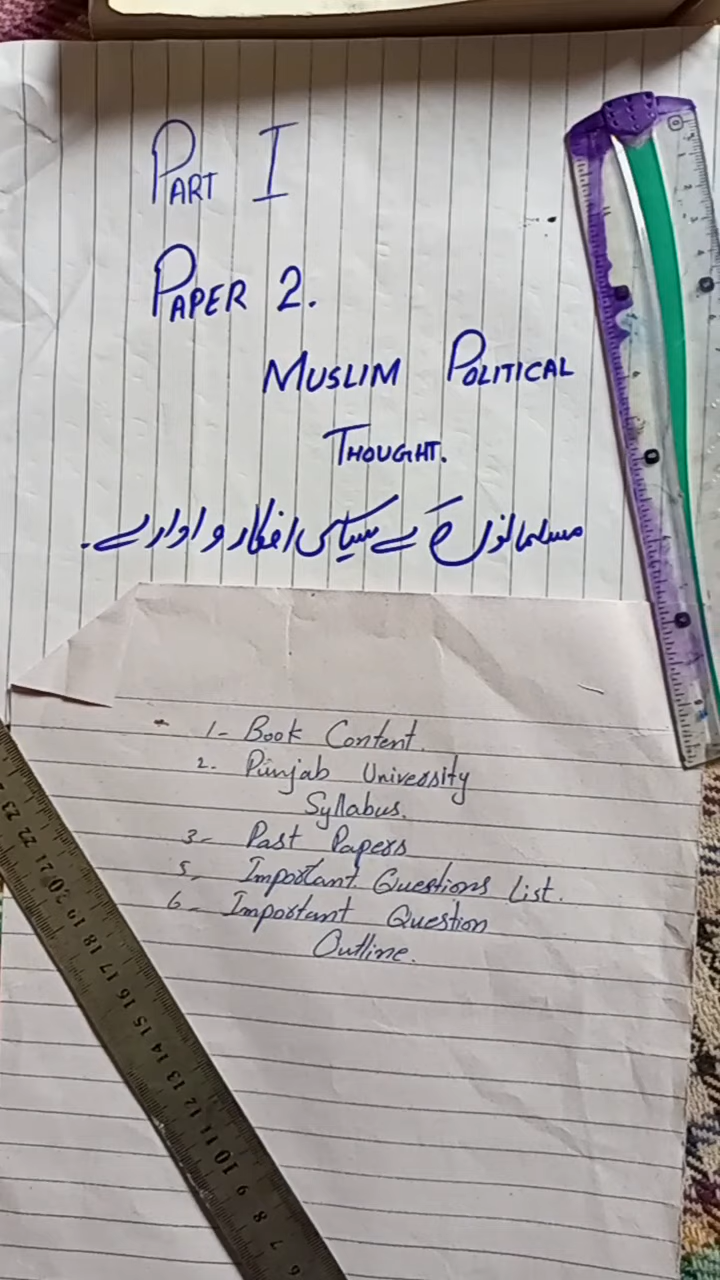 PART I
PAPER 2.
MUSLIM POLITICAL
THOUGHT.
مسلمانوں کے سیاسی افکار و ادارے۔
1- Book Content.
2. Punjab University
Syllabus.
3- Past Papers
5, Important Questions List.
6- Important Question
Outline.